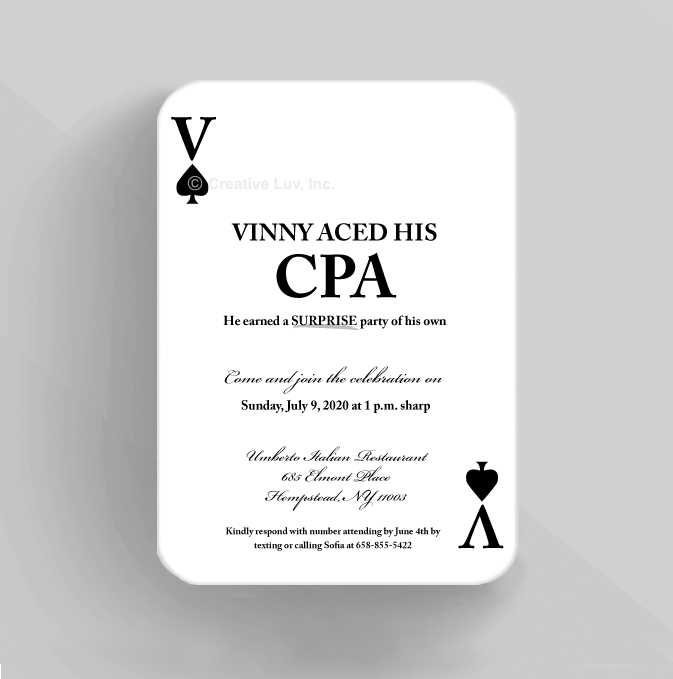 V
© Creative Luv, Inc.
VINNY ACED HIS
CPA
He earned a SURPRISE party of his own
Come and join the celebration on
Sunday, July 9, 2020 at 1 p.m. sharp
Umberto Italian Restaurant
685 Elmont Place
Hempstead, NY 11003
Kindly respond with number attending by June 4th by
texting or calling Sofia at 658-855-5422
V